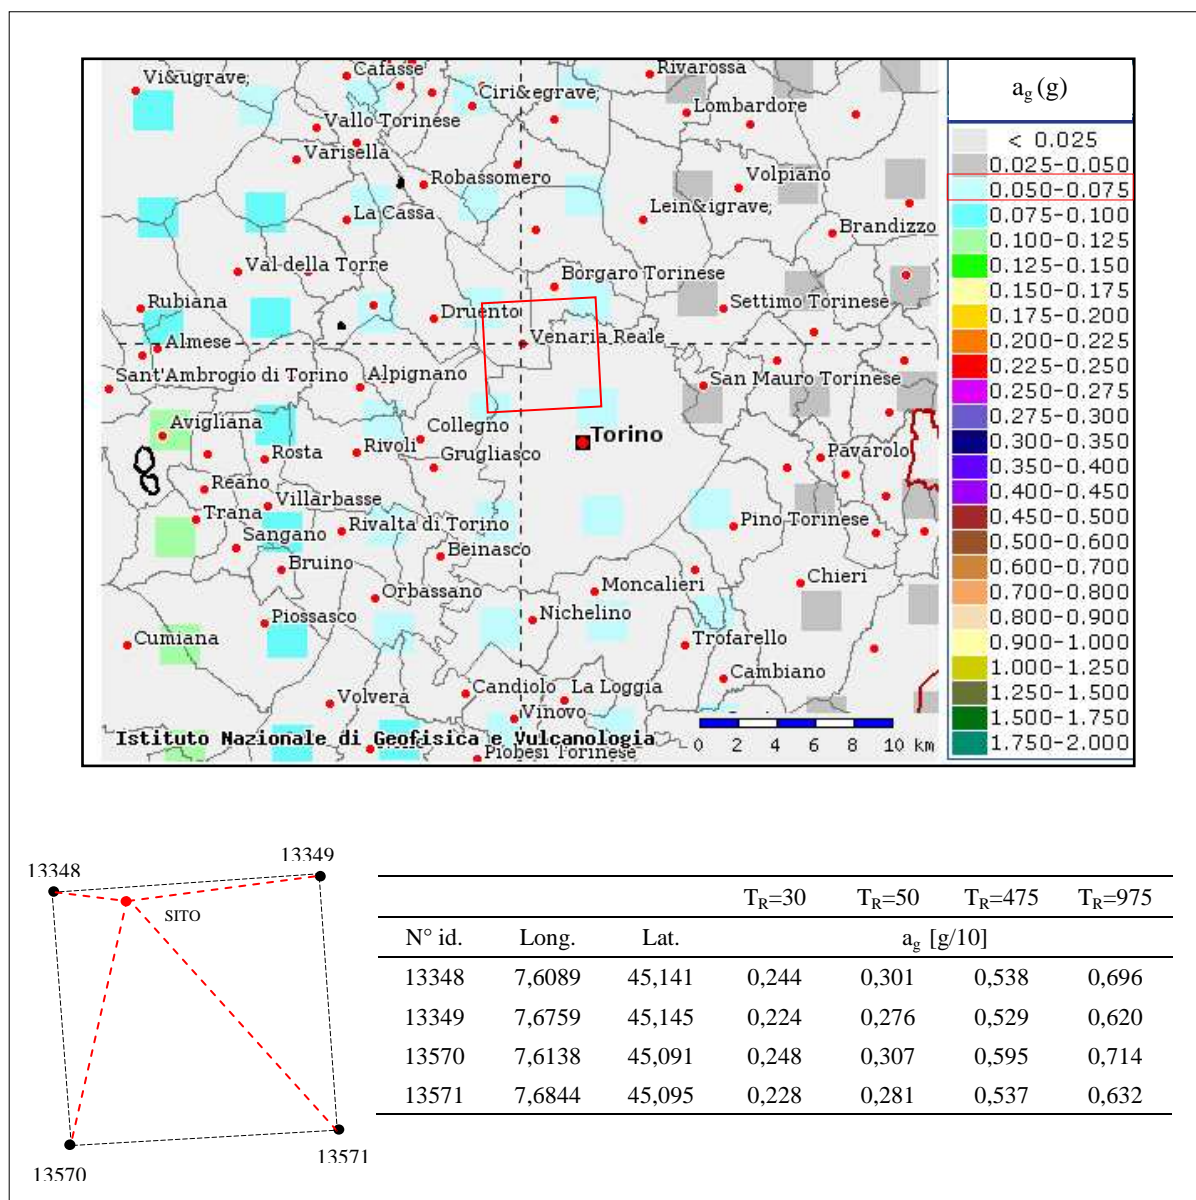 Vi&ugrave;
Cafasse
Rivarossa
Ciri&egrave;
Lombardore
Vallo Torinese
Varisella
Robassomero
Volpiano
La Cassa
Lein&igrave;
Brandizzo
Val della Torre
Borgaro Torinese
Rubiana
Druento
Settimo Torinese
Almese
Venaria Reale
Sant'Ambrogio di Torino
Alpignano
San Mauro Torinese
Avigliana
Collegno
Torino
Rosta
Rivoli
Grugliasco
Pavarolo
Reano
Villarbasse
Trana
Rivalta di Torino
Pino Torinese
Sangano
Beinasco
Bruino
Moncalieri
Chieri
Orbassano
Piossasco
Nichelino
Cumiana
Trofarello
Cambiano
Volvera
Candiolo
La Loggia
Vinovo
Istituto Nazionale di Geofisica e Vulcanologia
Piobesi Torinese
0 2 4 6 8 10 km
a_g (g)
< 0.025
0.025-0.050
0.050-0.075
0.075-0.100
0.100-0.125
0.125-0.150
0.150-0.175
0.175-0.200
0.200-0.225
0.225-0.250
0.250-0.275
0.275-0.300
0.300-0.350
0.350-0.400
0.400-0.450
0.450-0.500
0.500-0.600
0.600-0.700
0.700-0.800
0.800-0.900
0.900-1.000
1.000-1.250
1.250-1.500
1.500-1.750
1.750-2.000
13348
13349
SITO
13570
13571
T_R=30 T_R=50 T_R=475 T_R=975
N° id. Long. Lat. a_g [g/10]
13348 7,6089 45,141 0,244 0,301 0,538 0,696
13349 7,6759 45,145 0,224 0,276 0,529 0,620
13570 7,6138 45,091 0,248 0,307 0,595 0,714
13571 7,6844 45,095 0,228 0,281 0,537 0,632